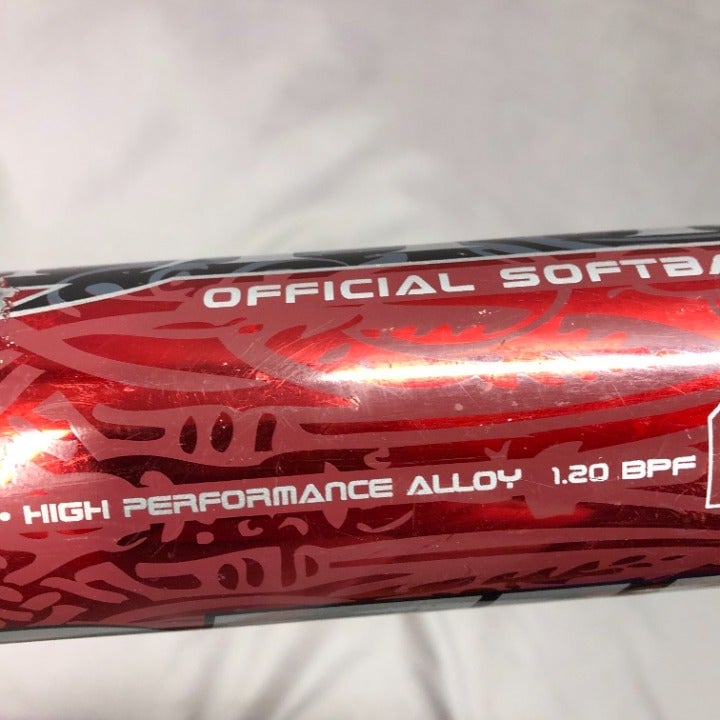 OFFICIAL SOFTBA
• HIGH PERFORMANCE ALLOY 1.20 BPF